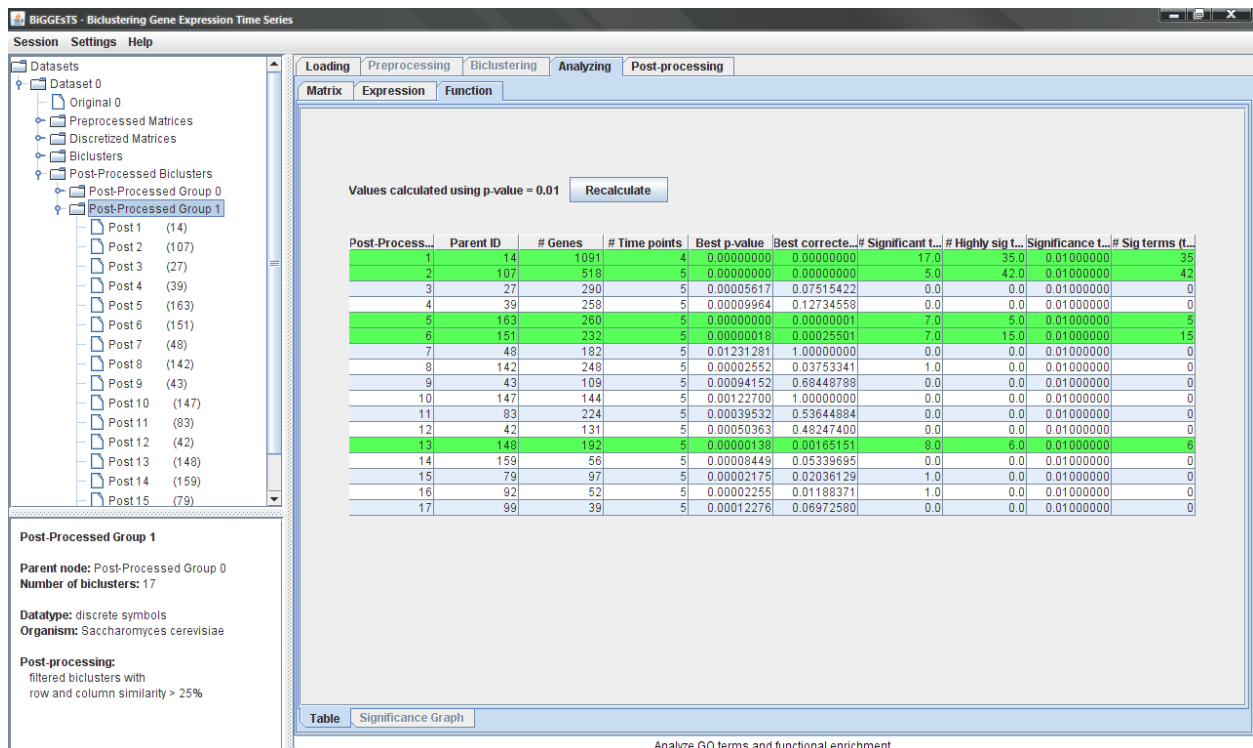 BiGGEsTS - Biclustering Gene Expression Time Series
Session Settings Help
Datasets
Dataset 0
Original 0
Preprocessed Matrices
Discretized Matrices
Biclusters
Post-Processed Biclusters
Post-Processed Group 0
Post-Processed Group 1
Post 1 (14)
Post 2 (107)
Post 3 (27)
Post 4 (39)
Post 5 (163)
Post 6 (151)
Post 7 (48)
Post 8 (142)
Post 9 (43)
Post 10 (147)
Post 11 (83)
Post 12 (42)
Post 13 (148)
Post 14 (159)
Post 15 (79)
Post-Processed Group 1
Parent node: Post-Processed Group 0
Number of biclusters: 17
Datatype: discrete symbols
Organism: Saccharomyces cerevisiae
Post-processing:
filtered biclusters with
row and column similarity > 25%
Loading Preprocessing Biclustering Analyzing Post-processing
Matrix Expression Function
Values calculated using p-value = 0.01 Recalculate
Post-Process... Parent ID # Genes # Time points Best p-value Best correcte... # Significant t... # Highly sig t... Significance t... # Sig terms (t...
1 14 1091 4 0.00000000 0.00000000 17.0 35.0 0.01000000 35
2 107 518 5 0.00000000 0.00000000 5.0 42.0 0.01000000 42
3 27 290 5 0.00005617 0.07515422 0.0 0.0 0.01000000 0
4 39 258 5 0.00009964 0.12734558 0.0 0.0 0.01000000 0
5 163 260 5 0.00000000 0.00000001 7.0 5.0 0.01000000 5
6 151 232 5 0.00000018 0.00025501 7.0 15.0 0.01000000 15
7 48 182 5 0.01231281 1.00000000 0.0 0.0 0.01000000 0
8 142 248 5 0.00002552 0.03753341 1.0 0.0 0.01000000 0
9 43 109 5 0.00094152 0.68448788 0.0 0.0 0.01000000 0
10 147 144 5 0.00122700 1.00000000 0.0 0.0 0.01000000 0
11 83 224 5 0.00039532 0.53644884 0.0 0.0 0.01000000 0
12 42 131 5 0.00050363 0.48247400 0.0 0.0 0.01000000 0
13 148 192 5 0.00000138 0.00165151 8.0 6.0 0.01000000 6
14 159 56 5 0.00008449 0.05339695 0.0 0.0 0.01000000 0
15 79 97 5 0.00002175 0.02036129 1.0 0.0 0.01000000 0
16 92 52 5 0.00002255 0.01188371 1.0 0.0 0.01000000 0
17 99 39 5 0.00012276 0.06972580 0.0 0.0 0.01000000 0
Table Significance Graph
Analyze GO terms and functional enrichment